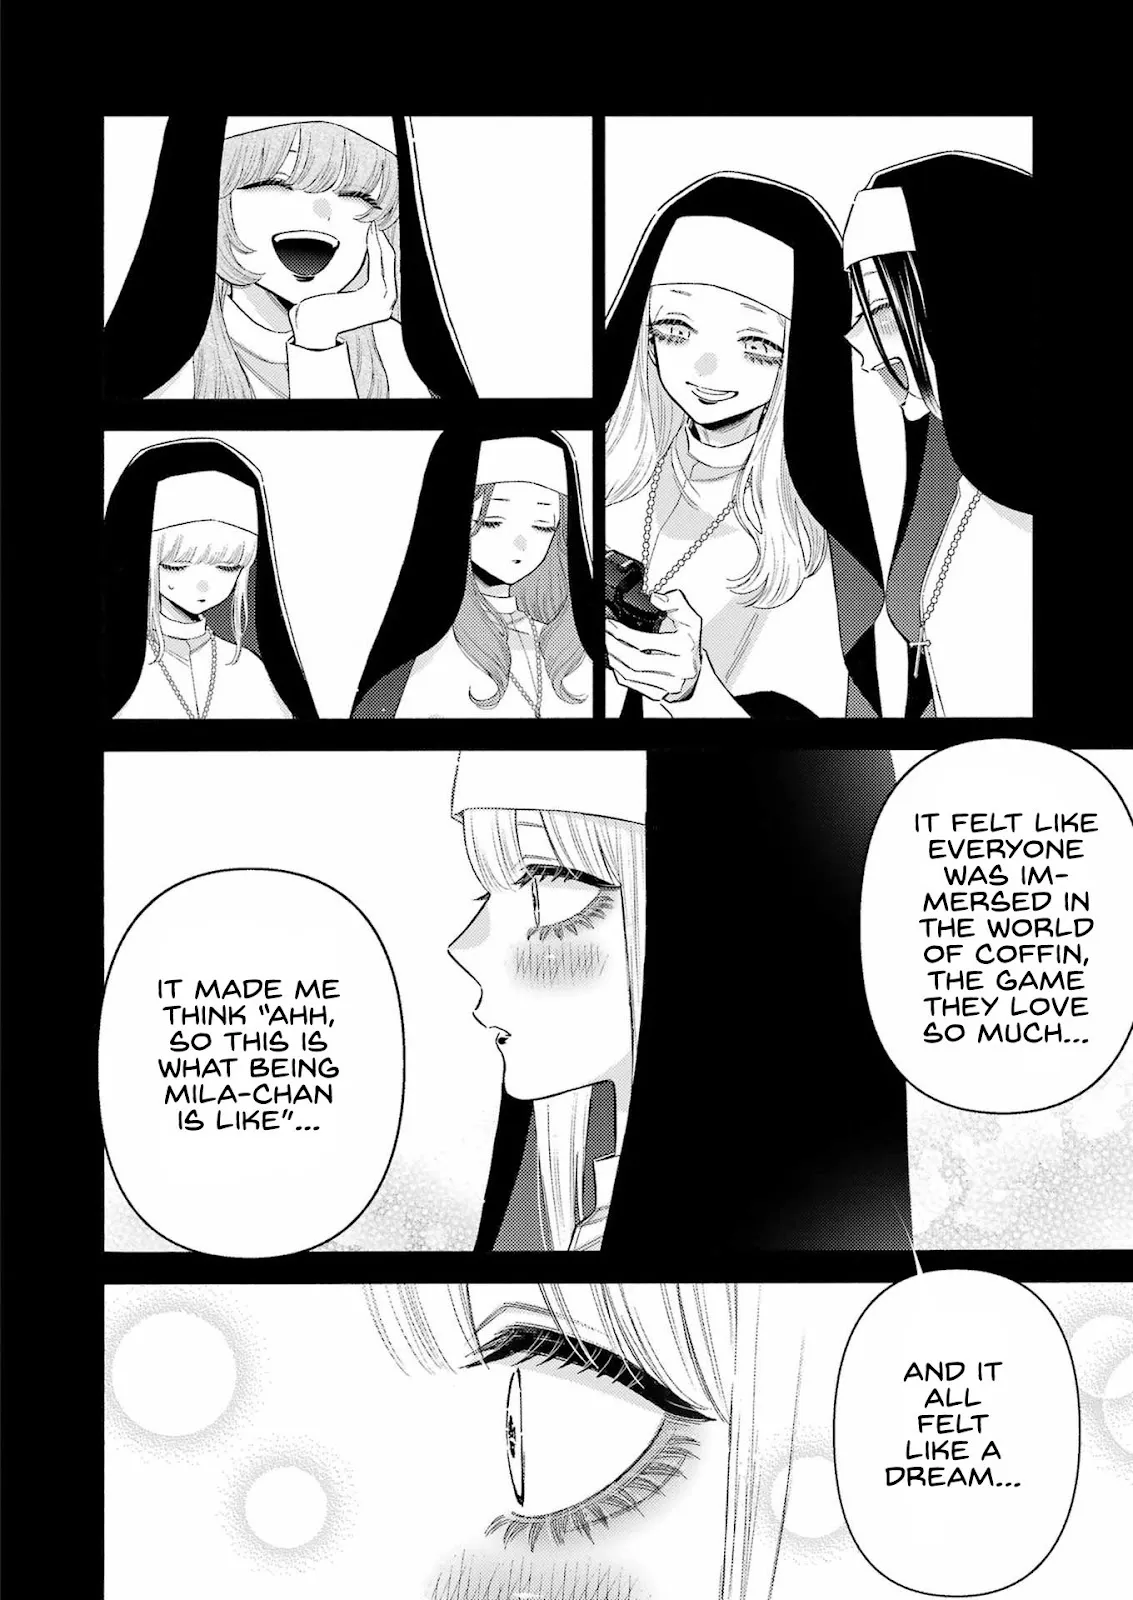 IT FELT LIKE
EVERYONE
WAS IM-
MERSED IN
THE WORLD
OF COFFIN,
THE GAME
THEY LOVE
SO MUCH...
IT MADE ME
THINK "AHH,
SO THIS IS
WHAT BEING
MILA-CHAN
IS LIKE"...
AND IT
ALL
FELT
LIKE A
DREAM...